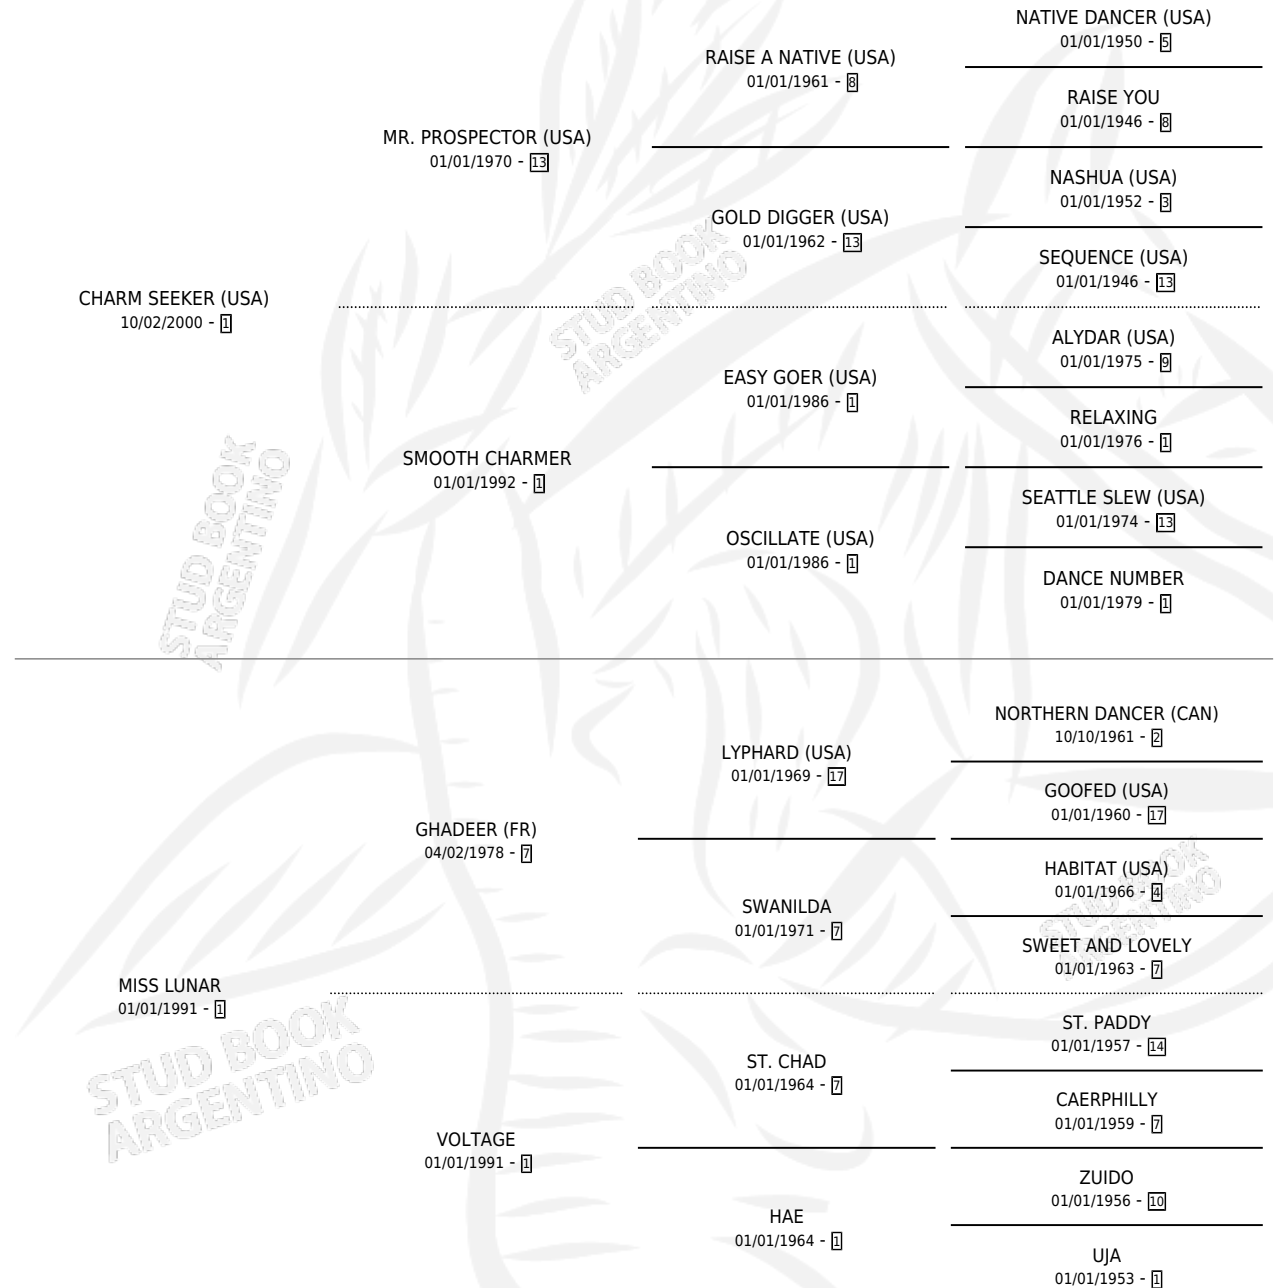 NATIVE DANCER (USA)
01/01/1950 - 5
RAISE A NATIVE (USA)
01/01/1961 - 8
RAISE YOU
01/01/1946 - 8
MR. PROSPECTOR (USA)
01/01/1970 - 13
NASHUA (USA)
01/01/1952 - 3
GOLD DIGGER (USA)
01/01/1962 - 13
SEQUENCE (USA)
01/01/1946 - 13
CHARM SEEKER (USA)
10/02/2000 - 1
STUD BOOK
ARGENTINO
ALYDAR (USA)
01/01/1975 - 9
EASY GOER (USA)
01/01/1986 - 1
RELAXING
01/01/1976 - 1
SMOOTH CHARMER
01/01/1992 - 1
SEATTLE SLEW (USA)
01/01/1974 - 13
OSCILLATE (USA)
01/01/1986 - 1
DANCE NUMBER
01/01/1979 - 1
STUD BOOK
ARGENTINO
NORTHERN DANCER (CAN)
10/10/1961 - 2
LYPHARD (USA)
01/01/1969 - 17
GOOFED (USA)
01/01/1960 - 17
GHADEER (FR)
04/02/1978 - 7
HABITAT (USA)
01/01/1966 - 4
SWANILDA
01/01/1971 - 7
SWEET AND LOVELY
01/01/1963 - 7
STUD BOOK
ARGENTINO
MISS LUNAR
01/01/1991 - 1
ST. PADDY
01/01/1957 - 14
ST. CHAD
01/01/1964 - 7
CAERPHILLY
01/01/1959 - 7
STUD BOOK
ARGENTINO
VOLTAGE
01/01/1991 - 1
ZUIDO
01/01/1956 - 10
HAE
01/01/1964 - 1
UJA
01/01/1953 - 1